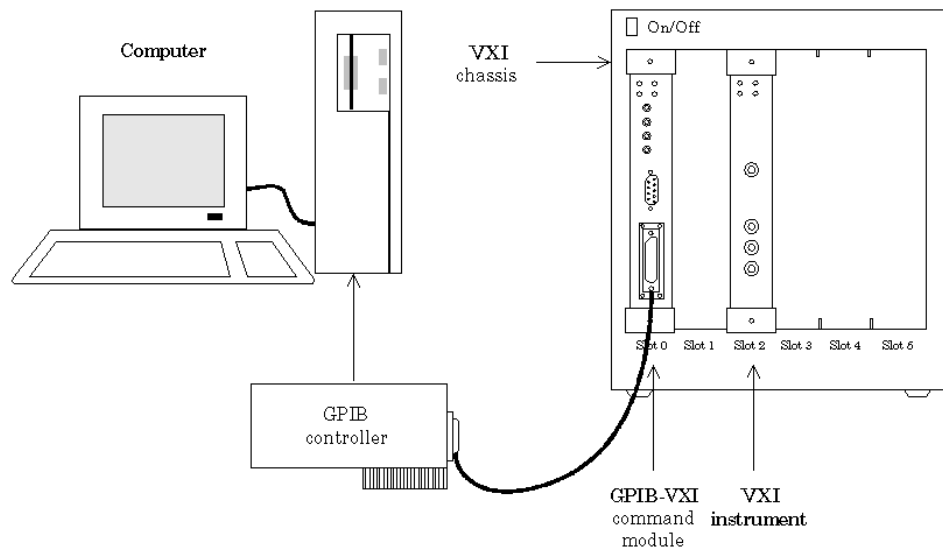 Computer
VXI
chassis
On/Off
Slot 0 Slot 1 Slot 2 Slot 3 Slot 4 Slot 5
GPIB
controller
GPIB-VXI
command
module
VXI
instrument